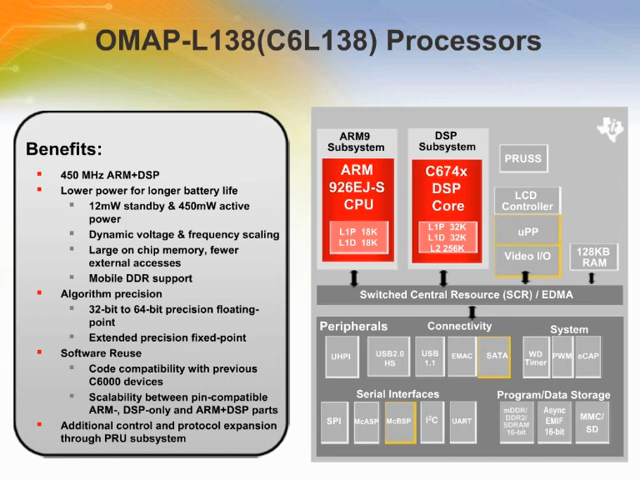 OMAP-L138(C6L138) Processors
Benefits:
450 MHz ARM+DSP
Lower power for longer battery life
12mW standby & 450mW active
power
Dynamic voltage & frequency scaling
Large on chip memory, fewer
external accesses
Mobile DDR support
Algorithm precision
32-bit to 64-bit precision floating-
point
Extended precision fixed-point
Software Reuse
Code compatibility with previous
C6000 devices
Scalability between pin-compatible
ARM-, DSP-only and ARM+DSP parts
Additional control and protocol expansion
through PRU subsystem
ARM9
Subsystem
ARM
926EJ-S
CPU
L1P 18K
L1D 18K
DSP
Subsystem
C674x
DSP
Core
L1P 32K
L1D 32K
L2 256K
PRUSS
LCD
Controller
uPP
Video I/O
128KB
RAM
Switched Central Resource (SCR) / EDMA
Peripherals
Connectivity
System
UHPI
USB2.0
HS
USB
1.1
EMAC
SATA
WD
Timer
PWM
eCAP
Serial Interfaces
Program/Data Storage
SPI
McASP
McBSP
I²C
UART
mDDR/
DDR2/
SDRAM
16-bit
Async
EMIF
16-bit
MMC/
SD